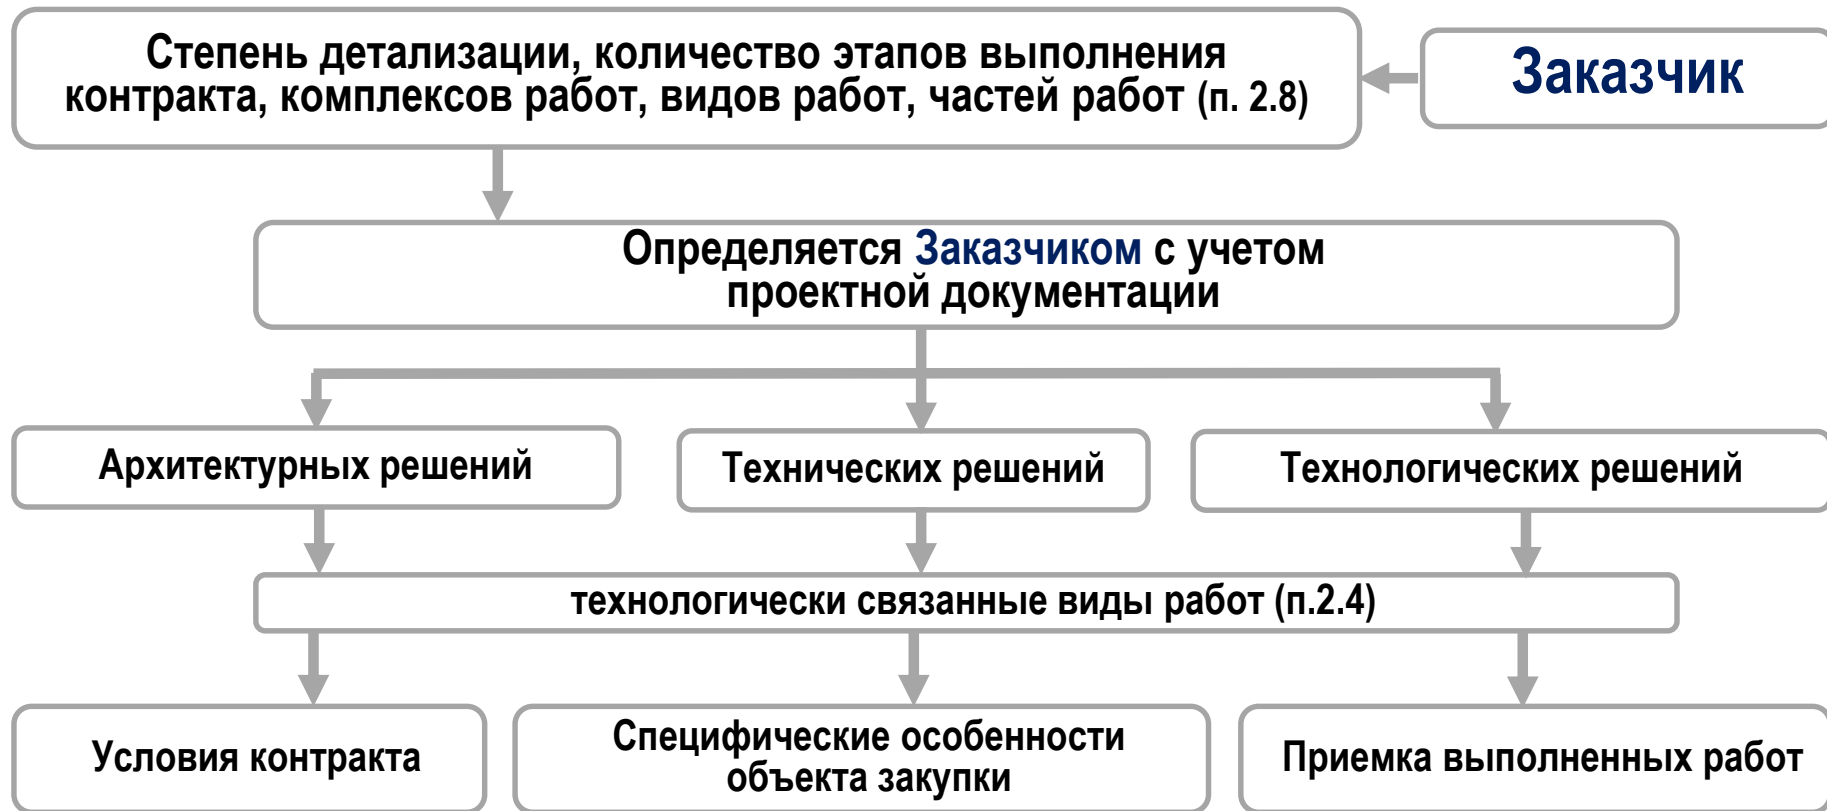 Степень детализации, количество этапов выполнения
контракта, комплексов работ, видов работ, частей работ (п. 2.8)
Заказчик
Определяется Заказчиком с учетом
проектной документации
Архитектурных решений
Технических решений
Технологических решений
технологически связанные виды работ (п.2.4)
Условия контракта
Специфические особенности
объекта закупки
Приемка выполненных работ